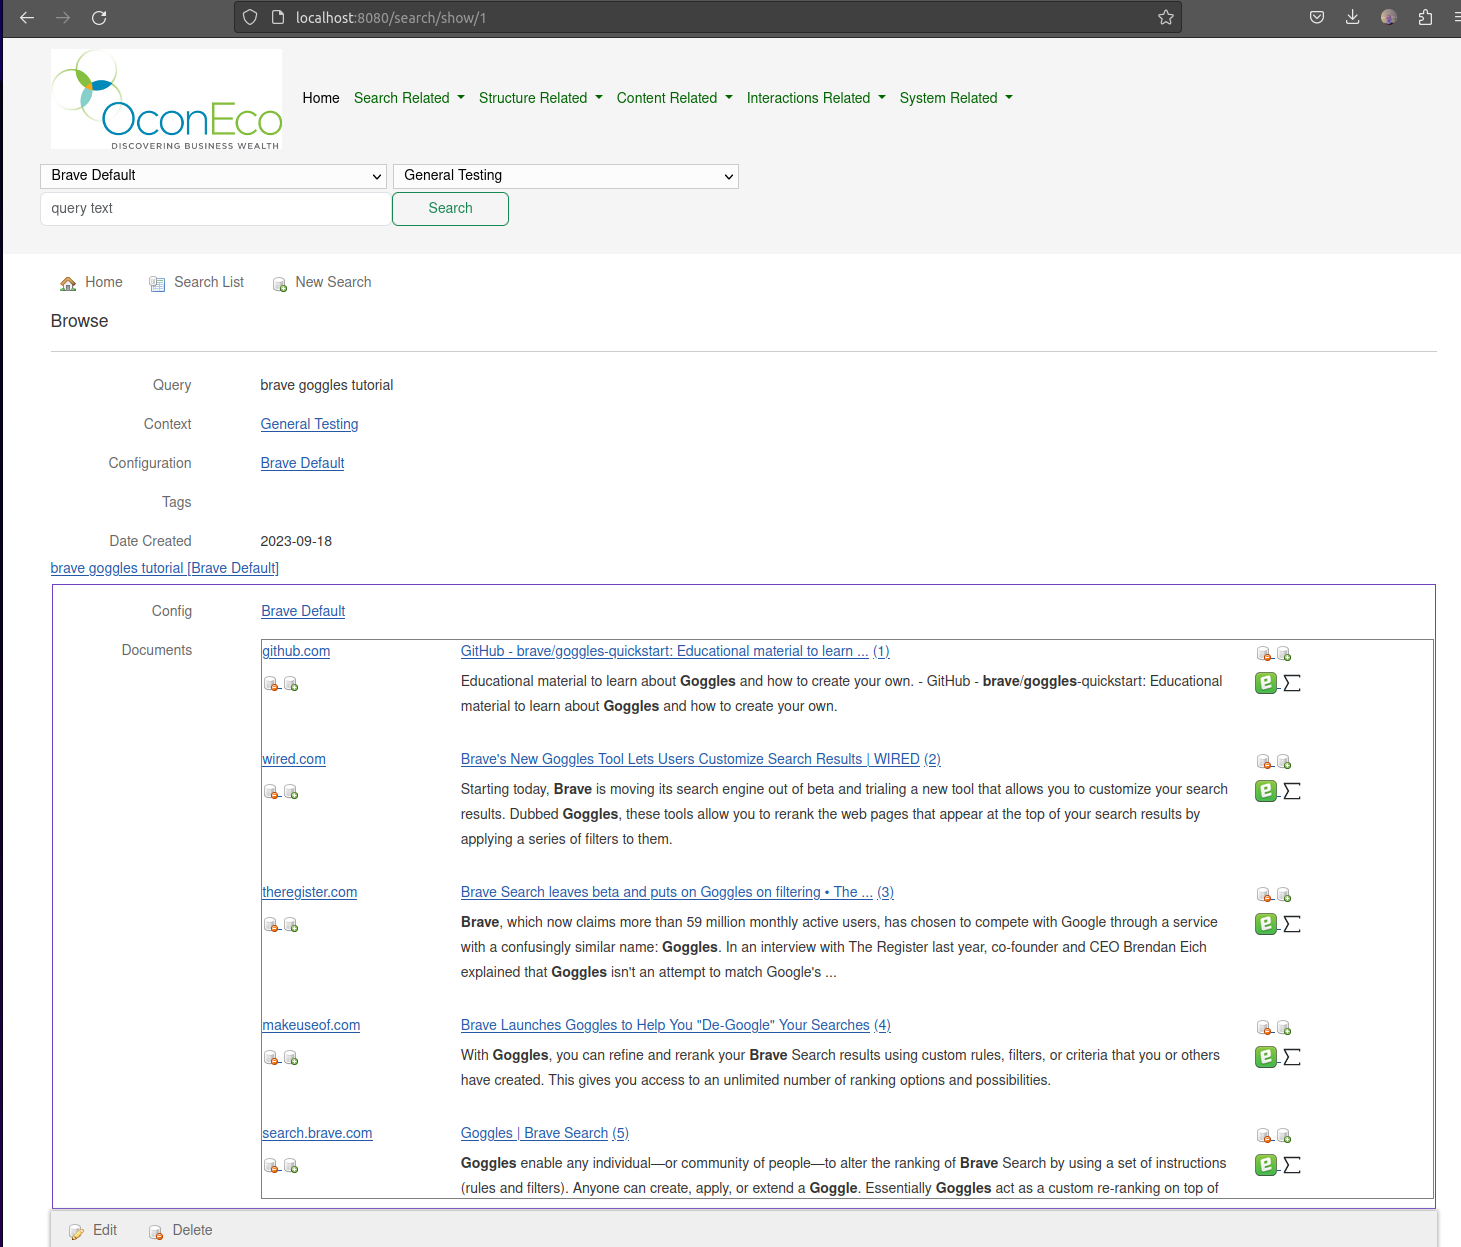 localhost:8080/search/show/1
OconEco
DISCOVERING BUSINESS WEALTH
Home Search Related Structure Related Content Related Interactions Related System Related
Brave Default General Testing
query text Search
Home Search List New Search
Browse
Query brave goggles tutorial
Context General Testing
Configuration Brave Default
Tags
Date Created 2023-09-18
brave goggles tutorial [Brave Default]
Config Brave Default
Documents github.com GitHub - brave/goggles-quickstart: Educational material to learn ... (1)
Educational material to learn about Goggles and how to create your own. - GitHub - brave/goggles-quickstart: Educational
material to learn about Goggles and how to create your own.
wired.com Brave's New Goggles Tool Lets Users Customize Search Results | WIRED (2)
Starting today, Brave is moving its search engine out of beta and trialing a new tool that allows you to customize your search
results. Dubbed Goggles, these tools allow you to rerank the web pages that appear at the top of your search results by
applying a series of filters to them.
theregister.com Brave Search leaves beta and puts on Goggles on filtering • The ... (3)
Brave, which now claims more than 59 million monthly active users, has chosen to compete with Google through a service
with a confusingly similar name: Goggles. In an interview with The Register last year, co-founder and CEO Brendan Eich
explained that Goggles isn't an attempt to match Google's ...
makeuseof.com Brave Launches Goggles to Help You "De-Google" Your Searches (4)
With Goggles, you can refine and rerank your Brave Search results using custom rules, filters, or criteria that you or others
have created. This gives you access to an unlimited number of ranking options and possibilities.
search.brave.com Goggles | Brave Search (5)
Goggles enable any individual—or community of people—to alter the ranking of Brave Search by using a set of instructions
(rules and filters). Anyone can create, apply, or extend a Goggle. Essentially Goggles act as a custom re-ranking on top of
Edit Delete